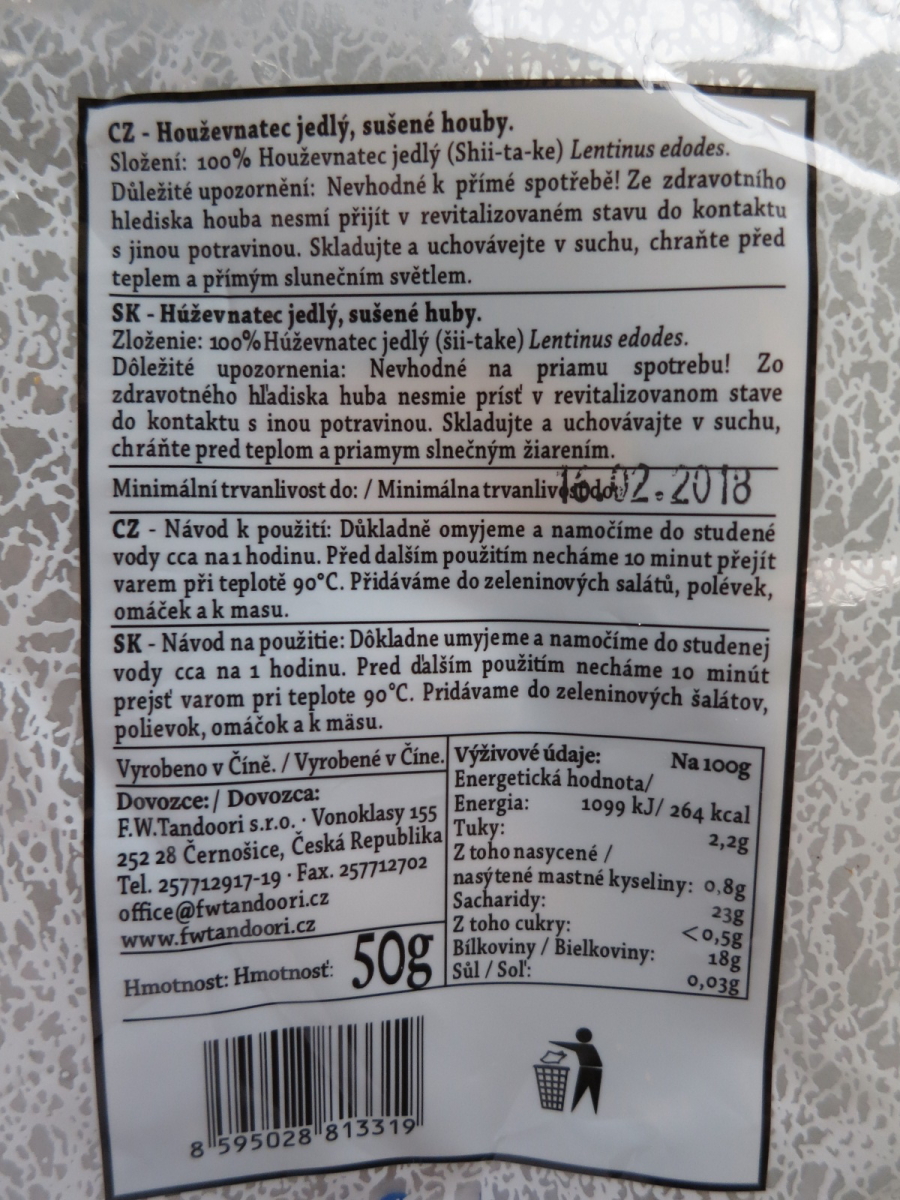 CZ - Houževnatec jedlý, sušené houby.
Složení: 100% Houževnatec jedlý (Shii-ta-ke) Lentinus edodes.
Důležité upozornění: Nevhodné k přímé spotřebě! Ze zdravotního
hlediska houba nesmí přijít v revitalizovaném stavu do kontaktu
s jinou potravinou. Skladujte a uchovávejte v suchu, chraňte před
teplem a přímým slunečním světlem.
SK - Húževnatec jedlý, sušené huby.
Zloženie: 100% Húževnatec jedlý (šii-take) Lentinus edodes.
Dôležité upozornenia: Nevhodné na priamu spotrebu! Zo
zdravotného hľadiska huba nesmie prísť v revitalizovanom stave
do kontaktu s inou potravinou. Skladujte a uchovávajte v suchu,
chráňte pred teplom a priamym slnečným žiarením.
Minimální trvanlivost do: / Minimálna trvanlivosť do: 16.02.2018
CZ - Návod k použití: Důkladně omyjeme a namočíme do studené
vody cca na 1 hodinu. Před dalším použitím necháme 10 minut přejít
varem při teplotě 90°C. Přidáváme do zeleninových salátů, polévek,
omáček a k masu.
SK - Návod na použitie: Dôkladne umyjeme a namočíme do studenej
vody cca na 1 hodinu. Pred ďalším použitím necháme 10 minút
prejsť varom pri teplote 90°C. Pridávame do zeleninových šalátov,
polievok, omáčok a k mäsu.
Vyrobeno v Číně. / Vyrobené v Číne.
Dovozce: / Dovozca:
F.W.Tandoori s.r.o. · Vonoklasy 155
252 28 Černošice, Česká Republika
Tel. 257712917-19 · Fax. 257712702
office@fwtandoori.cz
www.fwtandoori.cz
Hmotnost: Hmotnosť: 50g
Výživové údaje: Na 100g
Energetická hodnota/
Energia: 1099 kJ/ 264 kcal
Tuky: 2,2g
Z toho nasycené /
nasýtené mastné kyseliny: 0,8g
Sacharidy: 23g
Z toho cukry: <0,5g
Bílkoviny / Bielkoviny: 18g
Sůl / Soľ: 0,03g
8 595028 813319